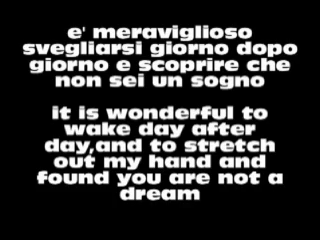 e' meraviglioso
svegliarsi giorno dopo
giorno e scoprire che
non sei un sogno
it is wonderful to
wake day after
day,and to stretch
out my hand and
found you are not a
dream